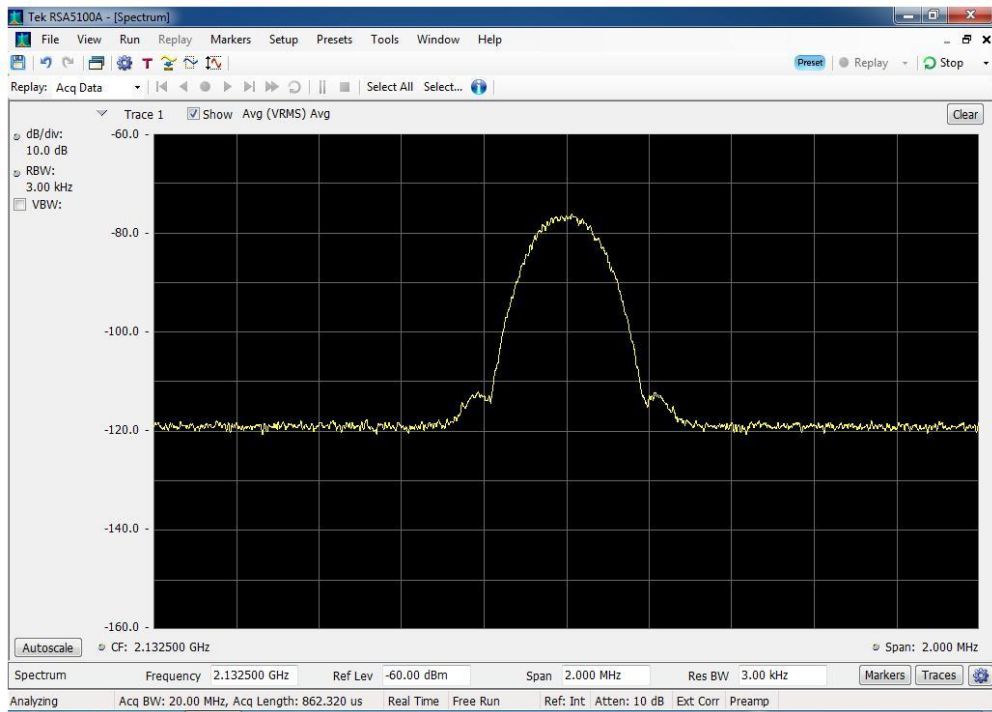 Tek RSA5100A - [Spectrum]
File View Run Replay Markers Setup Presets Tools Window Help
Preset Replay Stop
Replay: Acq Data Select All Select...
Trace 1 Show Avg (VRMS) Avg Clear
dB/div:
10.0 dB
RBW:
3.00 kHz
VBW:
-60.0
-80.0
-100.0
-120.0
-140.0
-160.0
Autoscale CF: 2.132500 GHz Span: 2.000 MHz
Spectrum Frequency 2.132500 GHz Ref Lev -60.00 dBm Span 2.000 MHz Res BW 3.00 kHz Markers Traces
Analyzing Acq BW: 20.00 MHz, Acq Length: 862.320 us Real Time Free Run Ref: Int Atten: 10 dB Ext Corr Preamp